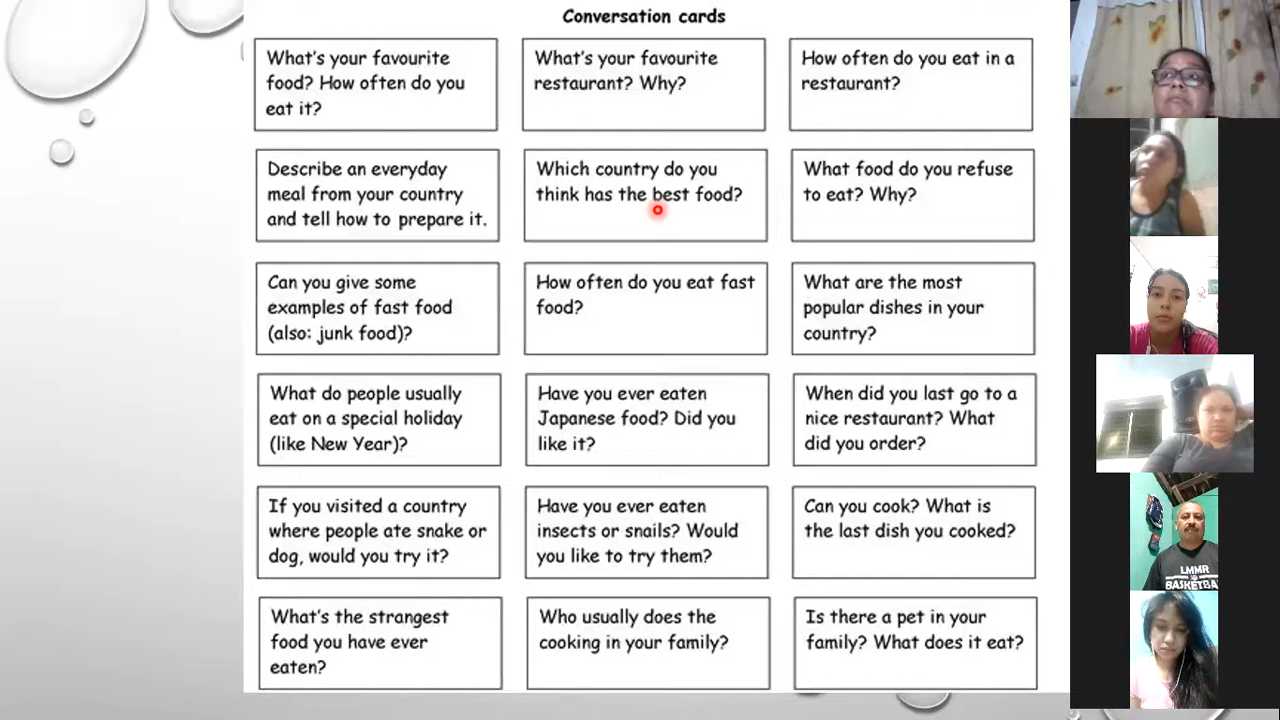 Conversation cards
What's your favourite
food? How often do you
eat it?
What's your favourite
restaurant? Why?
How often do you eat in a
restaurant?
Describe an everyday
meal from your country
and tell how to prepare it.
Which country do you
think has the best food?
What food do you refuse
to eat? Why?
Can you give some
examples of fast food
(also: junk food)?
How often do you eat fast
food?
What are the most
popular dishes in your
country?
What do people usually
eat on a special holiday
(like New Year)?
Have you ever eaten
Japanese food? Did you
like it?
When did you last go to a
nice restaurant? What
did you order?
If you visited a country
where people ate snake or
dog, would you try it?
Have you ever eaten
insects or snails? Would
you like to try them?
Can you cook? What is
the last dish you cooked?
What's the strangest
food you have ever
eaten?
Who usually does the
cooking in your family?
Is there a pet in your
family? What does it eat?
LMMR
BASKETBA